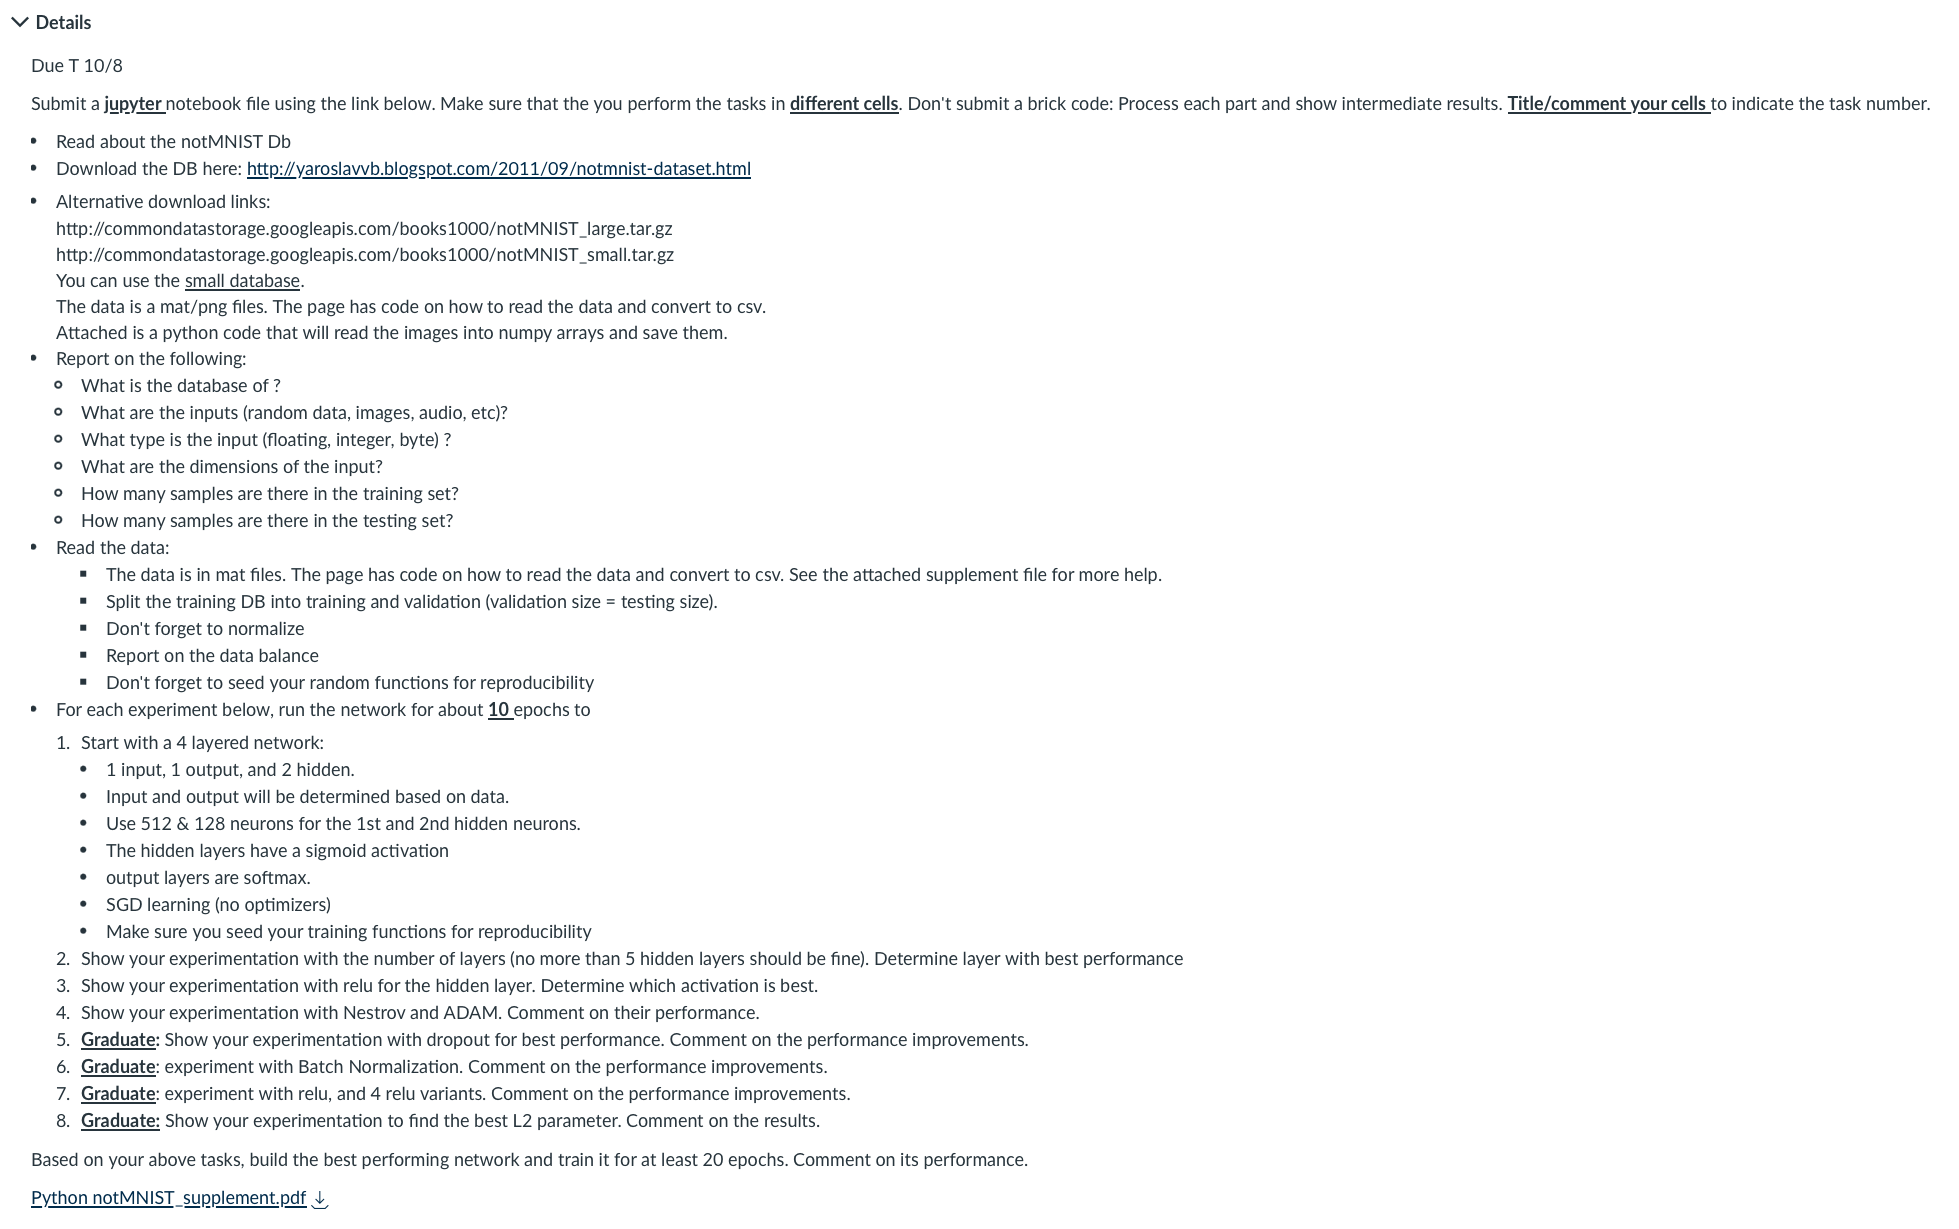 Details
Due T 10/8
Submit a jupyter notebook file using the link below. Make sure that the you perform the tasks in different cells. Don't submit a brick code: Process each part and show intermediate results. Title/comment your cells to indicate the task number.
• Read about the notMNIST Db
• Download the DB here: http://yaroslavvb.blogspot.com/2011/09/notmnist-dataset.html
• Alternative download links:
http://commondatastorage.googleapis.com/books1000/notMNIST_large.tar.gz
http://commondatastorage.googleapis.com/books1000/notMNIST_small.tar.gz
You can use the small database.
The data is a mat/png files. The page has code on how to read the data and convert to csv.
Attached is a python code that will read the images into numpy arrays and save them.
• Report on the following:
o What is the database of ?
o What are the inputs (random data, images, audio, etc)?
o What type is the input (floating, integer, byte) ?
o What are the dimensions of the input?
o How many samples are there in the training set?
o How many samples are there in the testing set?
• Read the data:
▪ The data is in mat files. The page has code on how to read the data and convert to csv. See the attached supplement file for more help.
▪ Split the training DB into training and validation (validation size = testing size).
▪ Don't forget to normalize
▪ Report on the data balance
▪ Don't forget to seed your random functions for reproducibility
• For each experiment below, run the network for about 10 epochs to
1. Start with a 4 layered network:
• 1 input, 1 output, and 2 hidden.
• Input and output will be determined based on data.
• Use 512 & 128 neurons for the 1st and 2nd hidden neurons.
• The hidden layers have a sigmoid activation
• output layers are softmax.
• SGD learning (no optimizers)
• Make sure you seed your training functions for reproducibility
2. Show your experimentation with the number of layers (no more than 5 hidden layers should be fine). Determine layer with best performance
3. Show your experimentation with relu for the hidden layer. Determine which activation is best.
4. Show your experimentation with Nestrov and ADAM. Comment on their performance.
5. Graduate: Show your experimentation with dropout for best performance. Comment on the performance improvements.
6. Graduate: experiment with Batch Normalization. Comment on the performance improvements.
7. Graduate: experiment with relu, and 4 relu variants. Comment on the performance improvements.
8. Graduate: Show your experimentation to find the best L2 parameter. Comment on the results.
Based on your above tasks, build the best performing network and train it for at least 20 epochs. Comment on its performance.
Python notMNIST_supplement.pdf